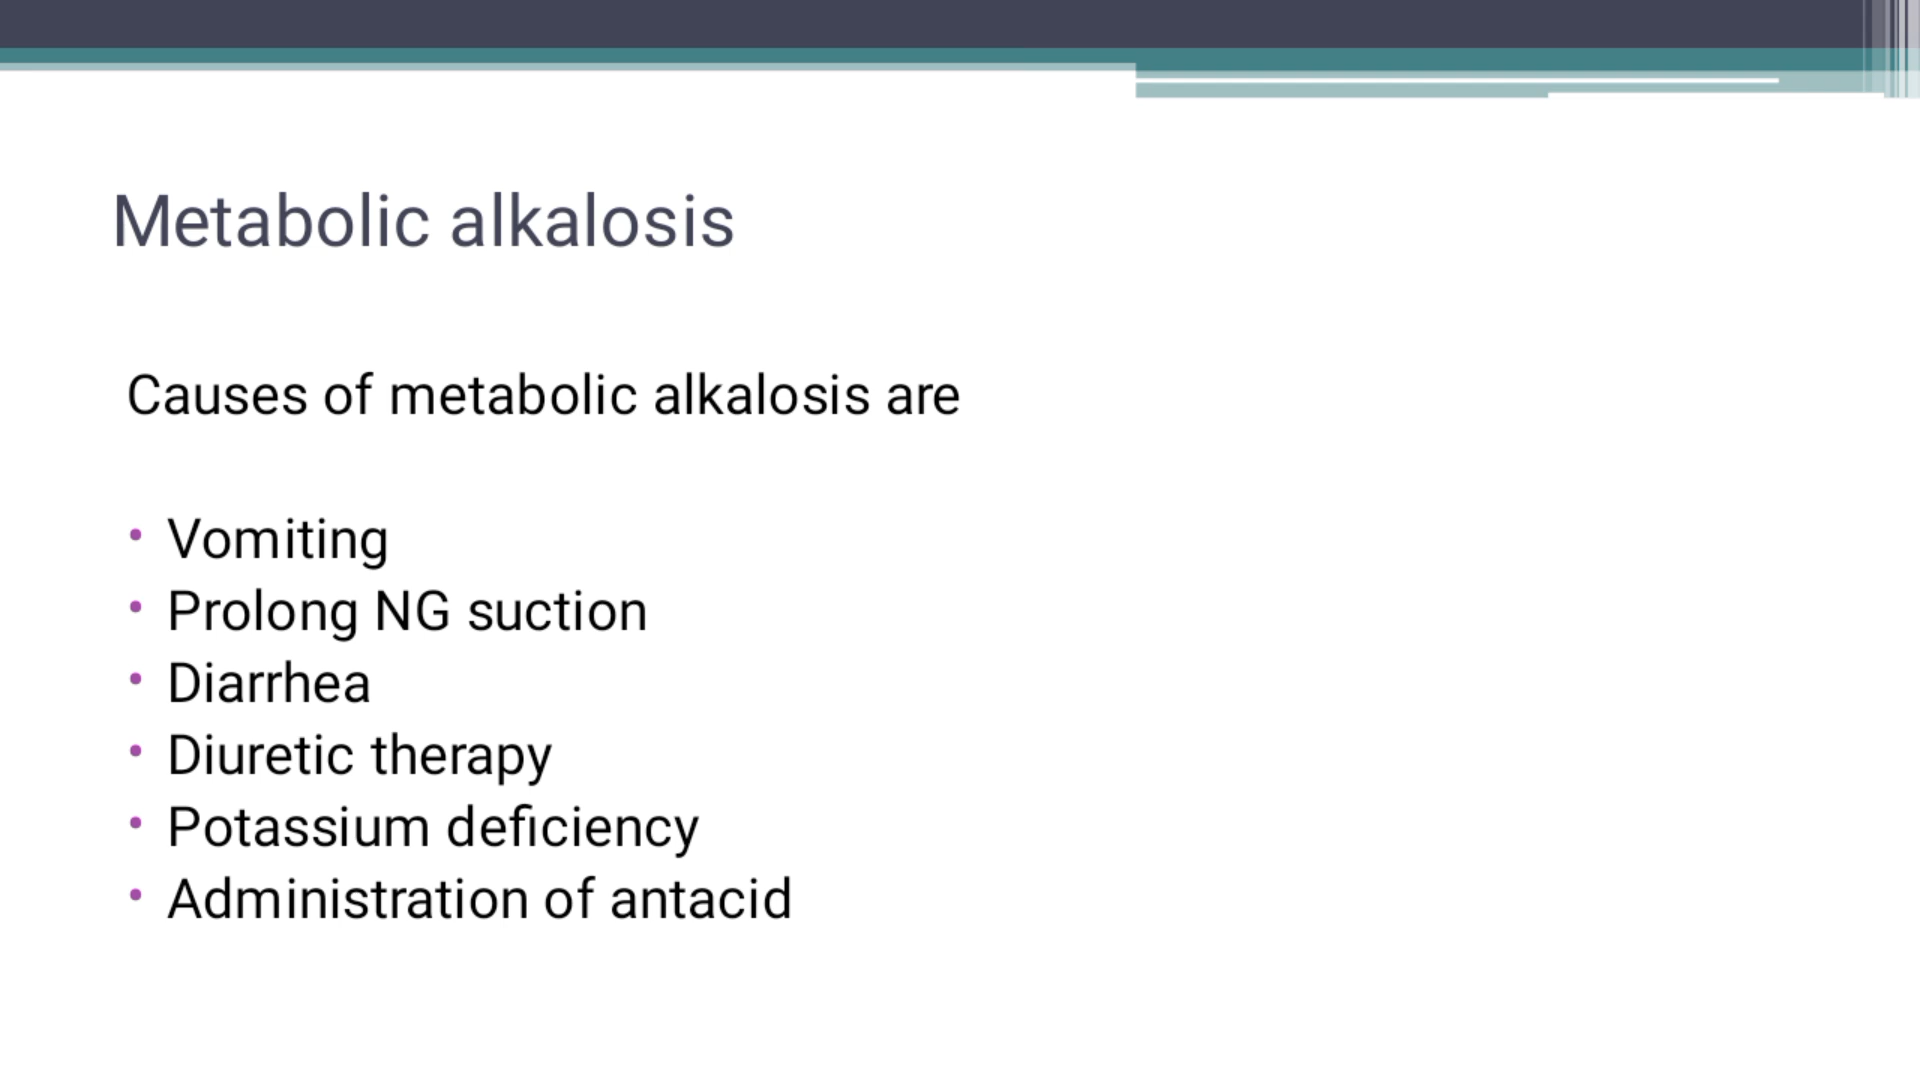 Metabolic alkalosis
Causes of metabolic alkalosis are
• Vomiting
• Prolong NG suction
• Diarrhea
• Diuretic therapy
• Potassium deficiency
• Administration of antacid